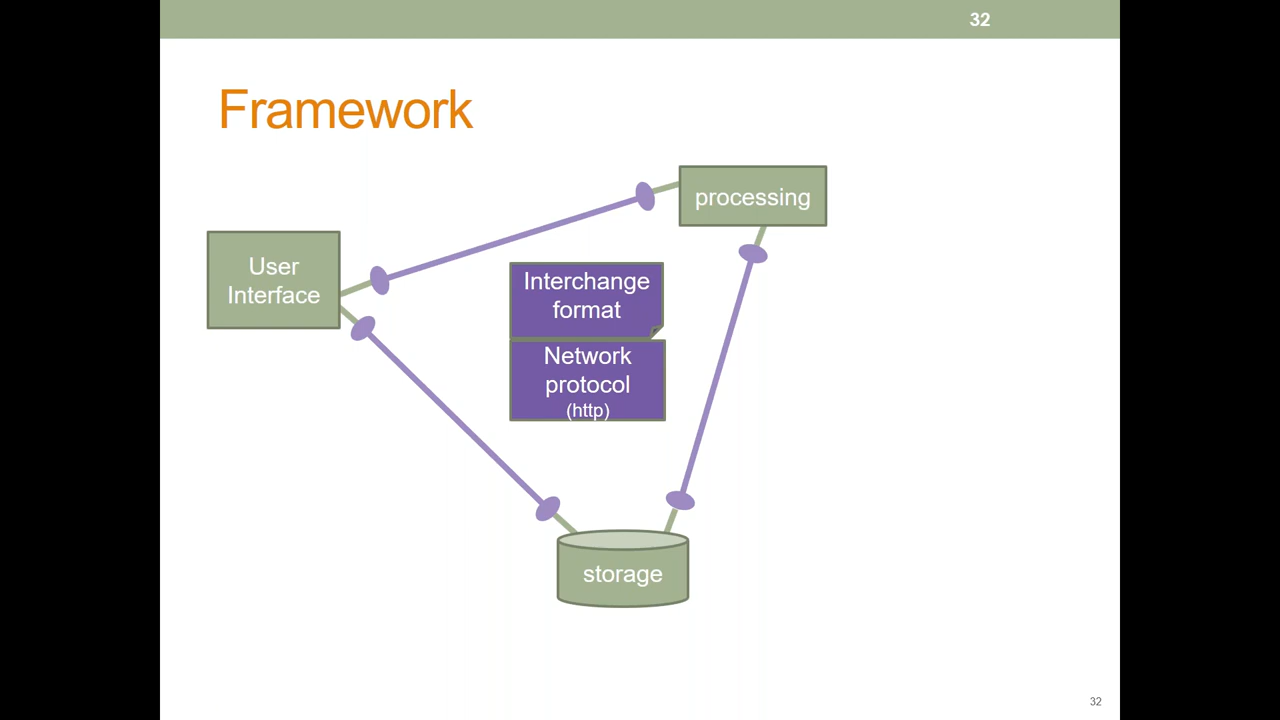 32
Framework
processing
User
Interface
Interchange
format
Network
protocol
(http)
storage
32